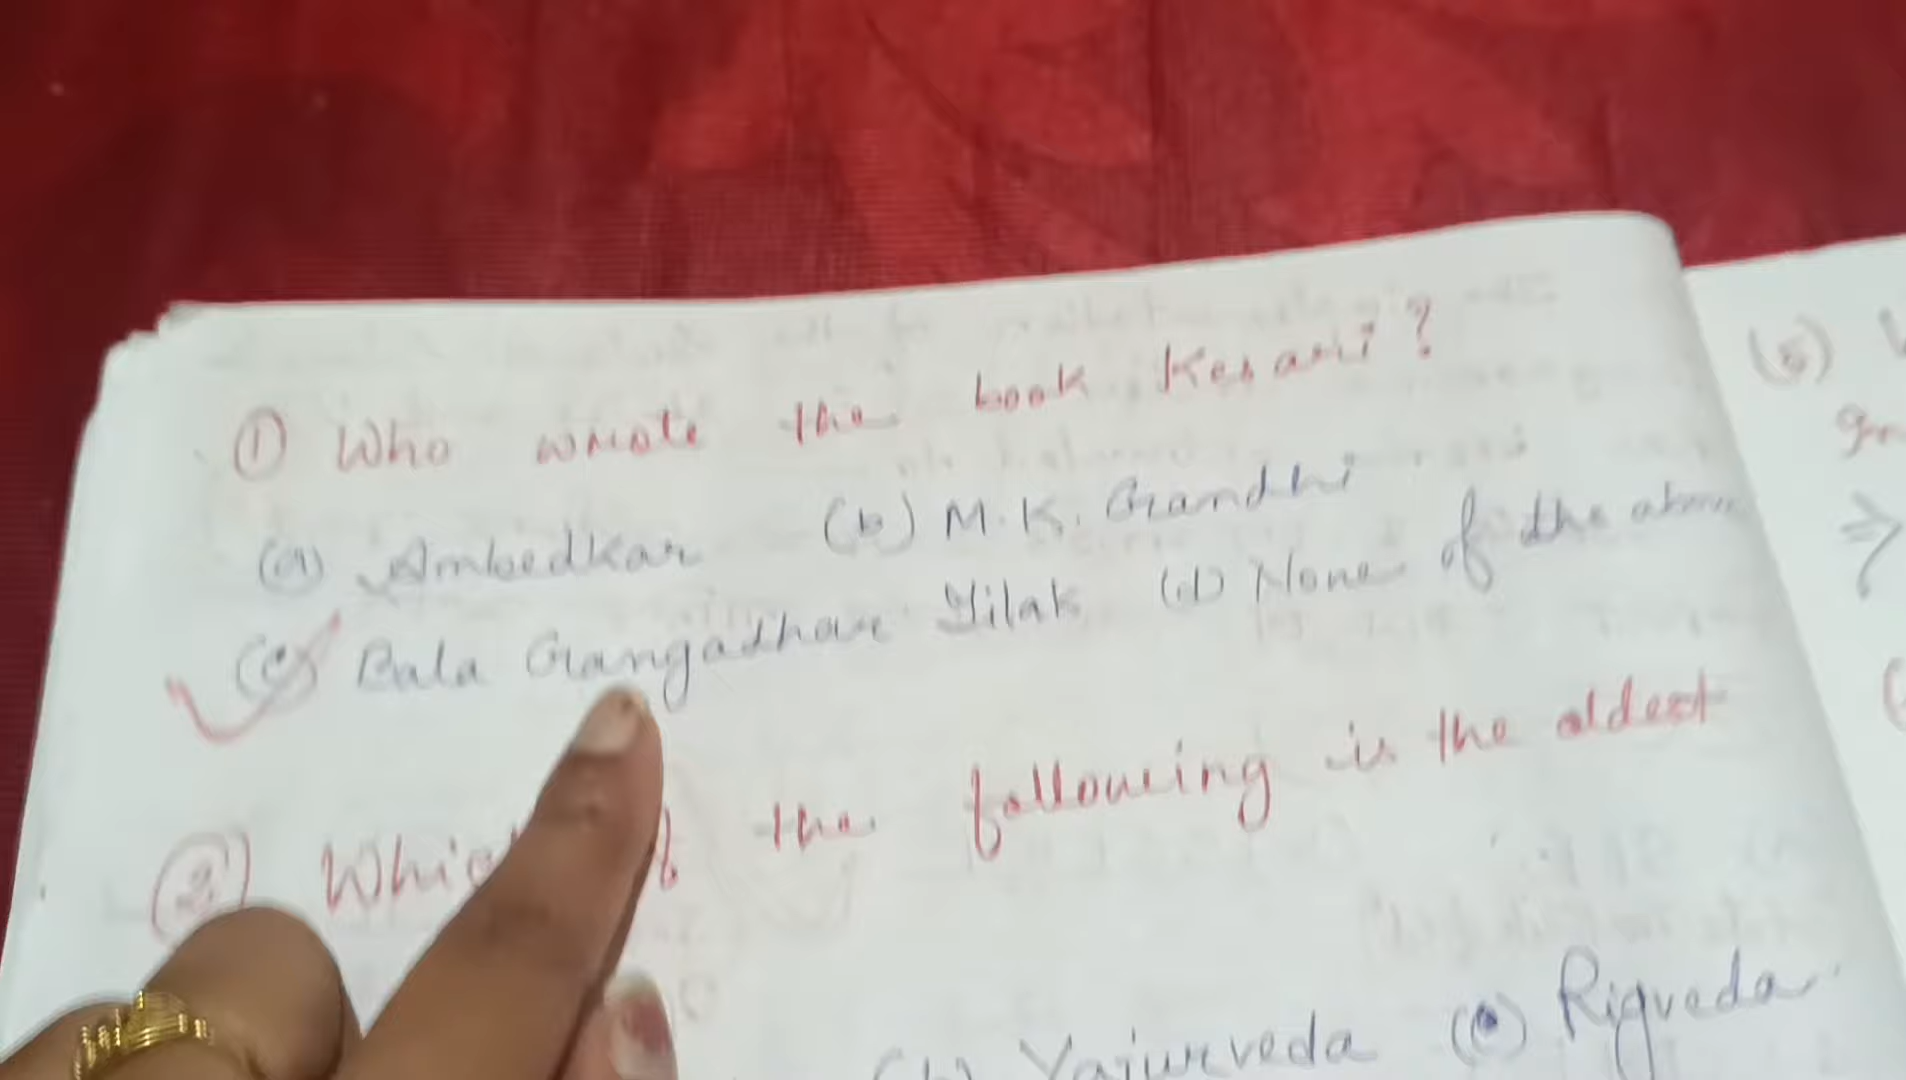 ① Who wrote the book Kesari?
(a) Ambedkar (b) M.K. Gandhi
(c) Bala Gangadhar Tilak (d) None of the above
② the following is the oldest
(b) Yajurveda (c) Rigveda
(5)